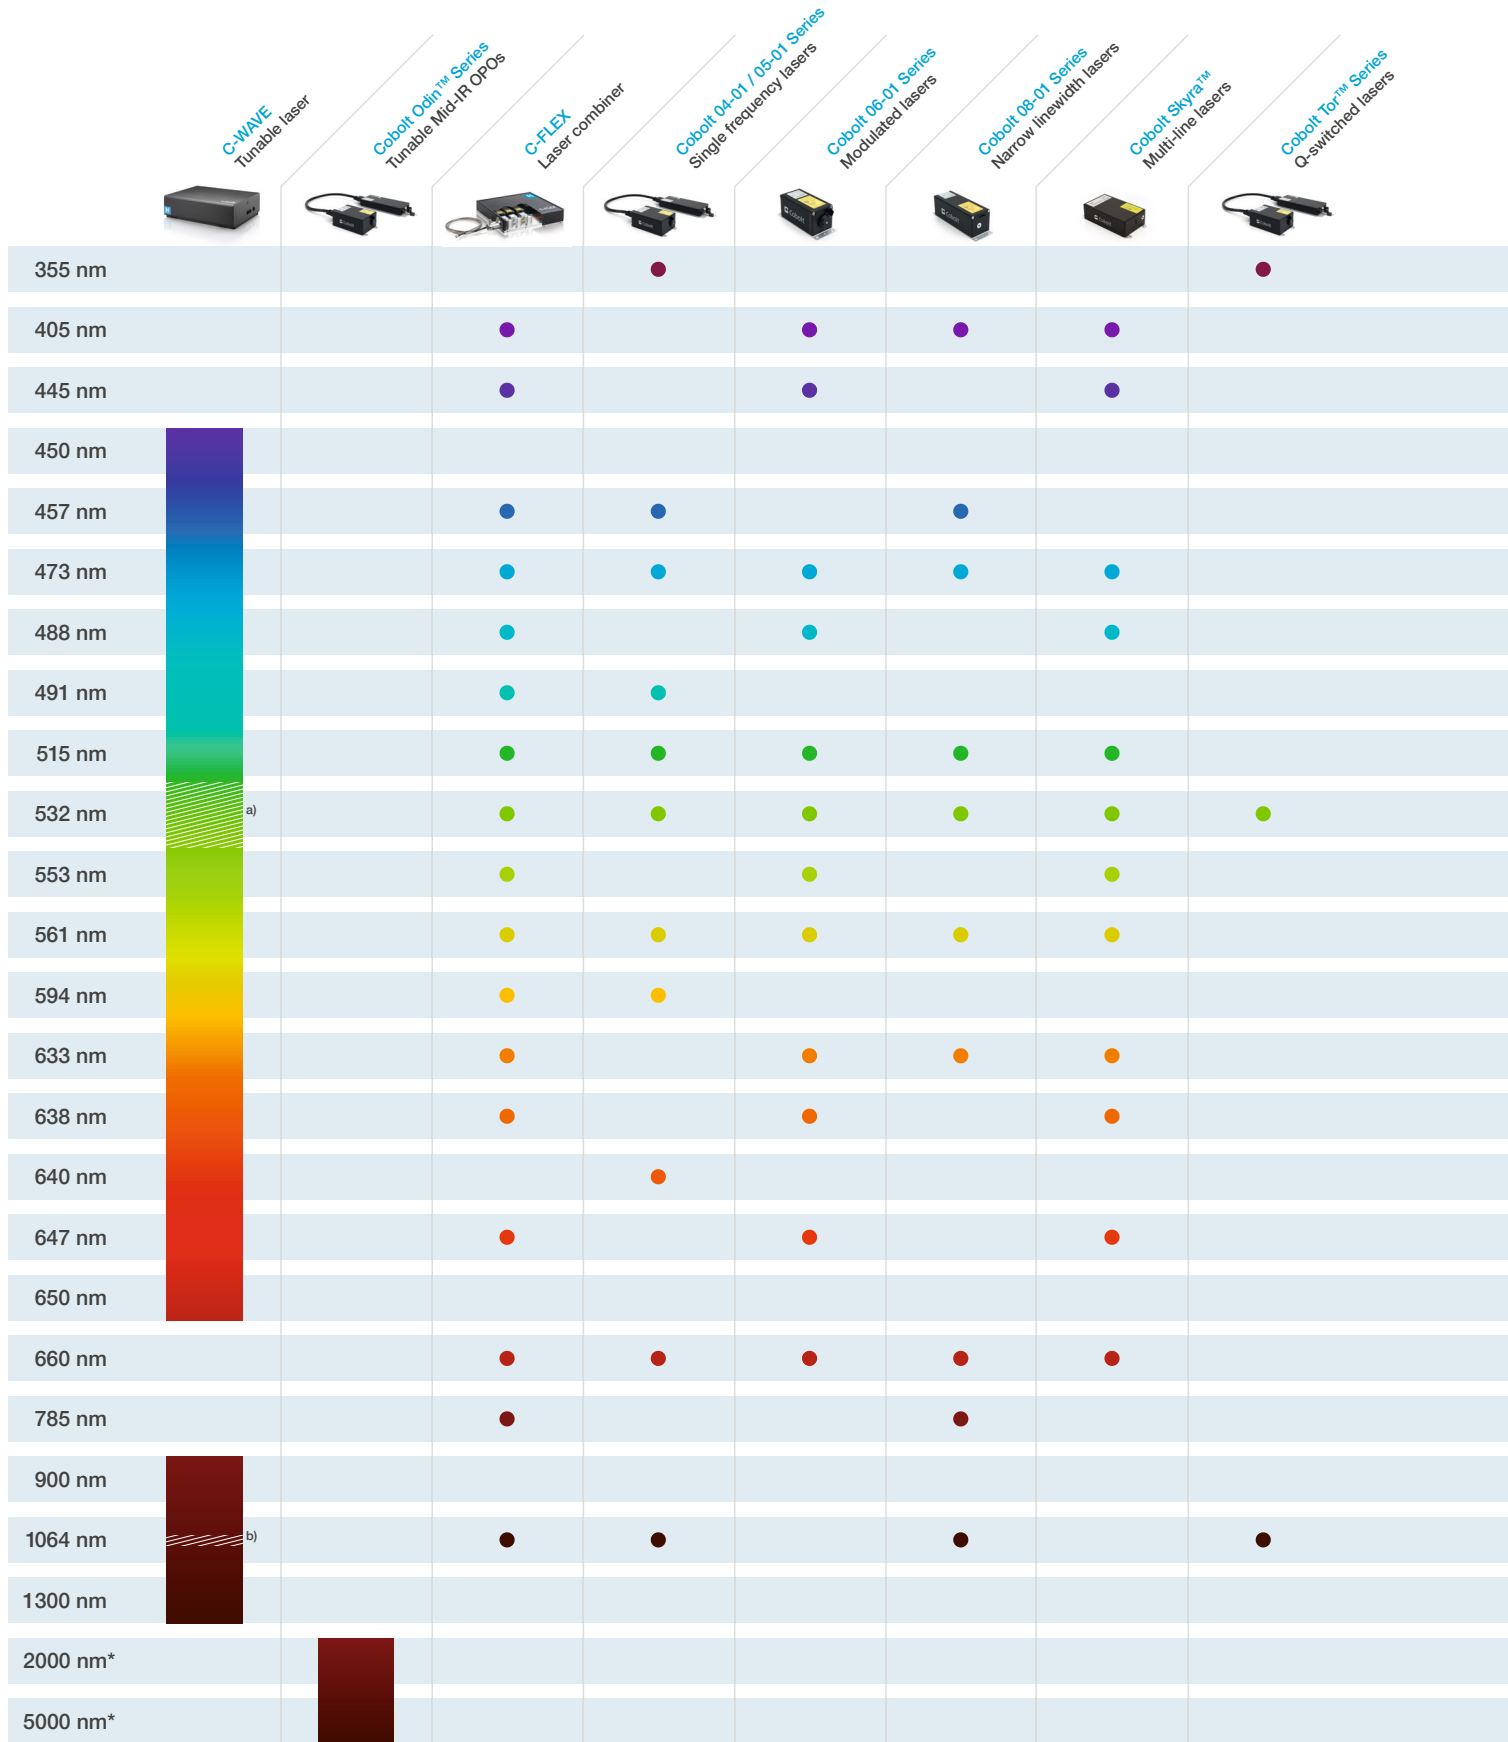 C-WAVE
Tunable laser
Cobolt Odin™ Series
Tunable Mid-IR OPOs
C-FLEX
Laser combiner
Cobolt 04-01 / 05-01 Series
Single frequency lasers
Cobolt 06-01 Series
Modulated lasers
Cobolt 08-01 Series
Narrow linewidth lasers
Cobolt Skyra™
Multi-line lasers
Cobolt Tor™ Series
Q-switched lasers
355 nm
405 nm
445 nm
450 nm
457 nm
473 nm
488 nm
491 nm
515 nm
532 nm
a)
553 nm
561 nm
594 nm
633 nm
638 nm
640 nm
647 nm
650 nm
660 nm
785 nm
900 nm
1064 nm
b)
1300 nm
2000 nm*
5000 nm*